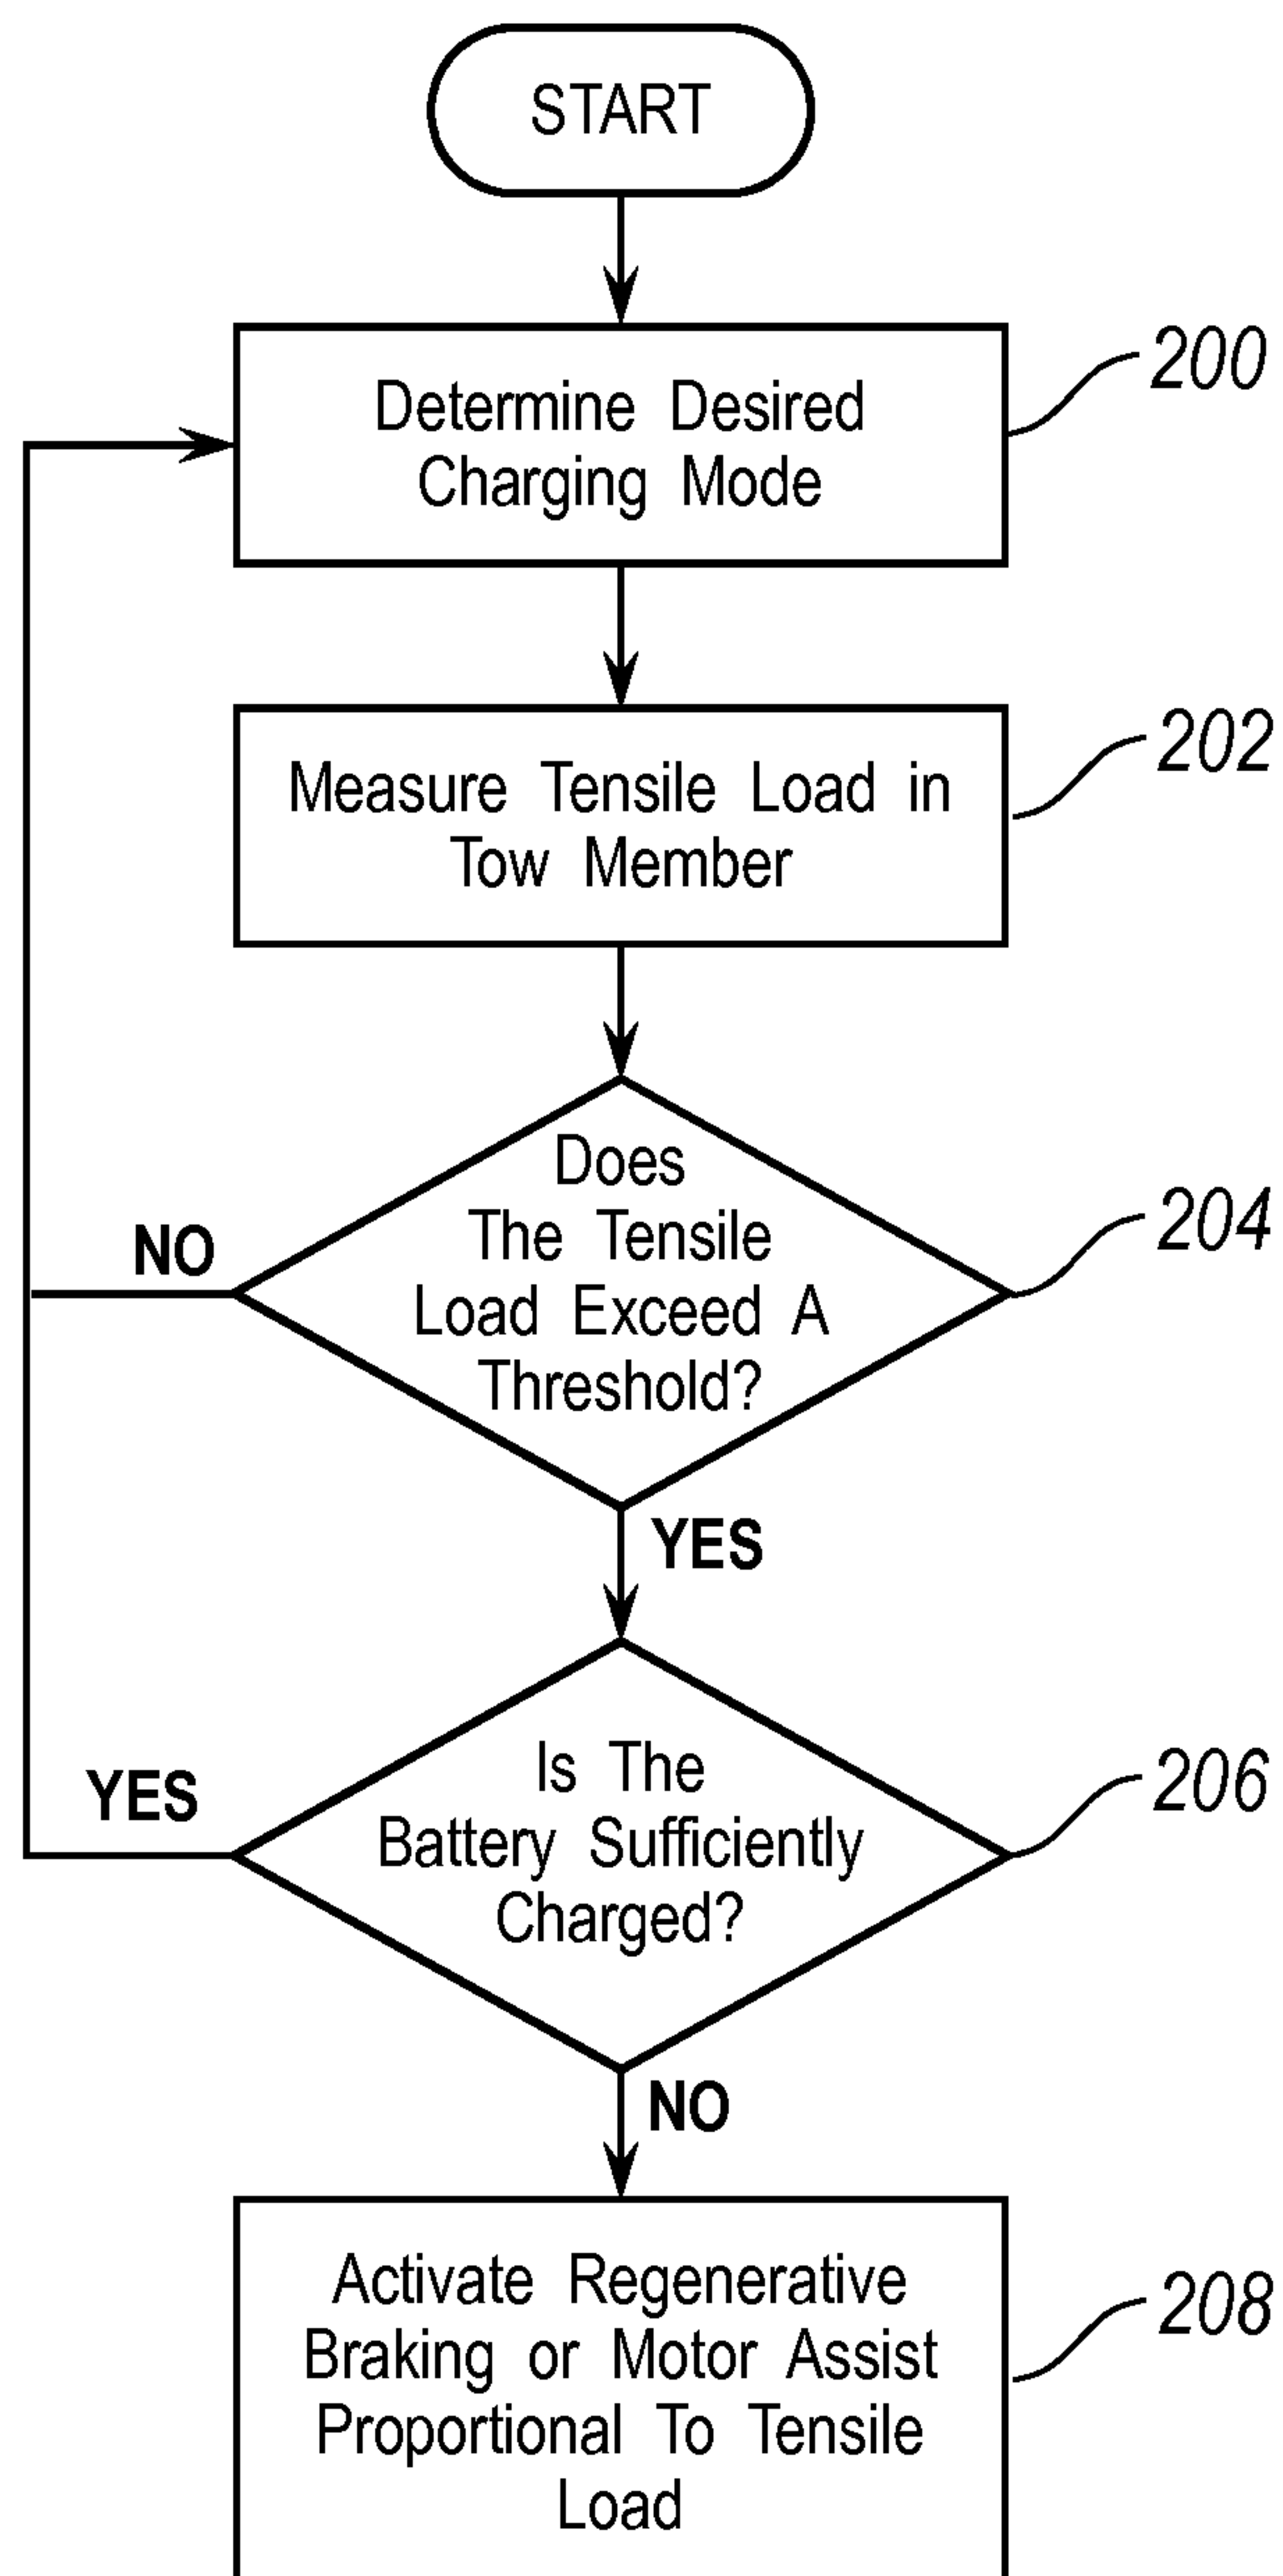 START
Determine Desired
Charging Mode
200
Measure Tensile Load in
Tow Member
202
Does
The Tensile
Load Exceed A
Threshold?
204
NO
YES
Is The
Battery Sufficiently
Charged?
206
YES
NO
Activate Regenerative
Braking or Motor Assist
Proportional To Tensile
Load
208